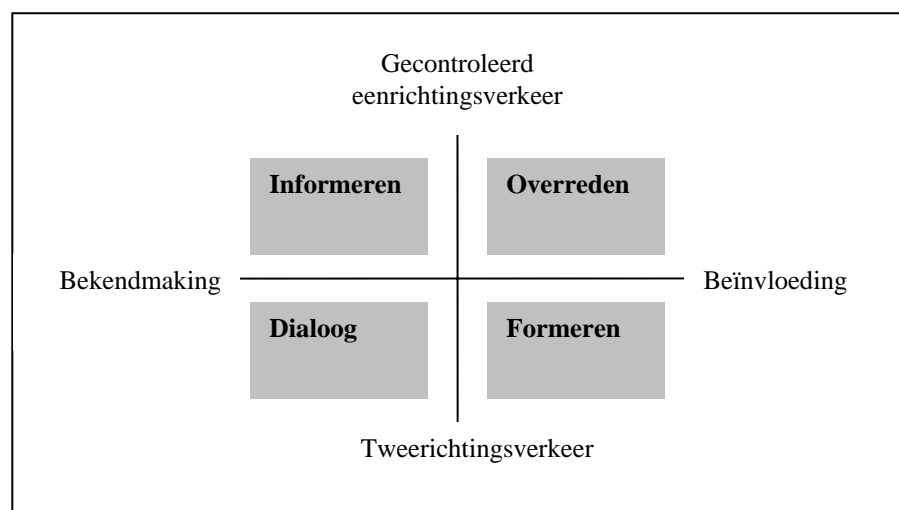 Gecontroleerd
eenrichtingsverkeer
Informeren
Overreden
Bekendmaking
Beïnvloeding
Dialoog
Formeren
Tweerichtingsverkeer